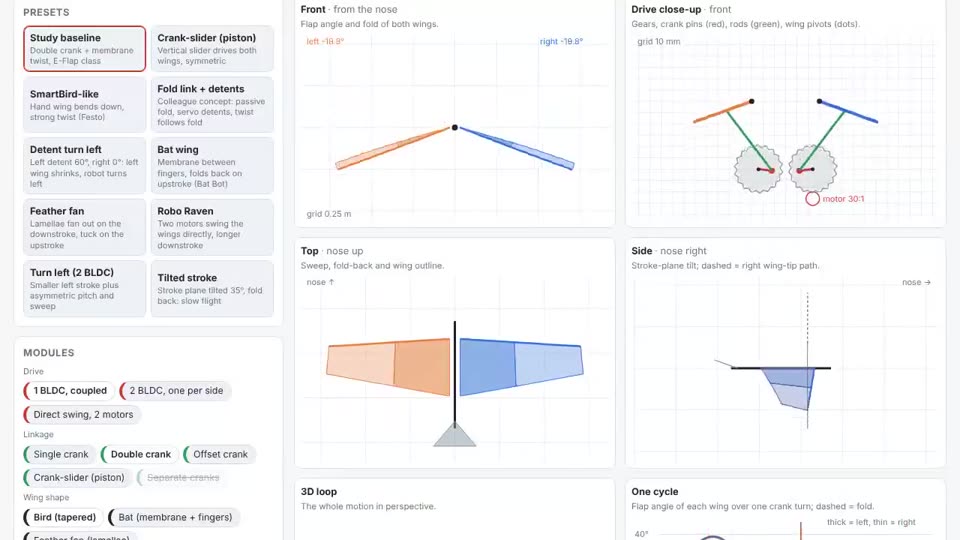 PRESETS
Study baseline
Double crank + membrane
twist, E-Flap class
Crank-slider (piston)
Vertical slider drives both
wings, symmetric
SmartBird-like
Hand wing bends down,
strong twist (Festo)
Fold link + detents
Colleague concept: passive
fold, servo detents, twist
follows fold
Detent turn left
Left detent 60°, right 0°: left
wing shrinks, robot turns
left
Bat wing
Membrane between
fingers, folds back on
upstroke (Bat Bot)
Feather fan
Lamellae fan out on the
downstroke, tuck on the
upstroke
Robo Raven
Two motors swing the
wings directly, longer
downstroke
Turn left (2 BLDC)
Smaller left stroke plus
asymmetric pitch and
sweep
Tilted stroke
Stroke plane tilted 35°, fold
back: slow flight
MODULES
Drive
1 BLDC, coupled
2 BLDC, one per side
Direct swing, 2 motors
Linkage
Single crank
Double crank
Offset crank
Crank-slider (piston)
Separate cranks
Wing shape
Bird (tapered)
Bat (membrane + fingers)
Feather fan (lamellae)
Front · from the nose
Flap angle and fold of both wings.
left
right
grid 0.25 m
Drive close-up · front
Gears, crank pins (red), rods (green), wing pivots (dots).
grid 10 mm
motor 30:1
Top · nose up
Sweep, fold-back and wing outline.
nose ↑
Side · nose right
Stroke-plane tilt; dashed = right wing-tip path.
nose →
3D loop
The whole motion in perspective.
One cycle
Flap angle of each wing over one crank turn; dashed = fold.
thick = left, thin = right
40°